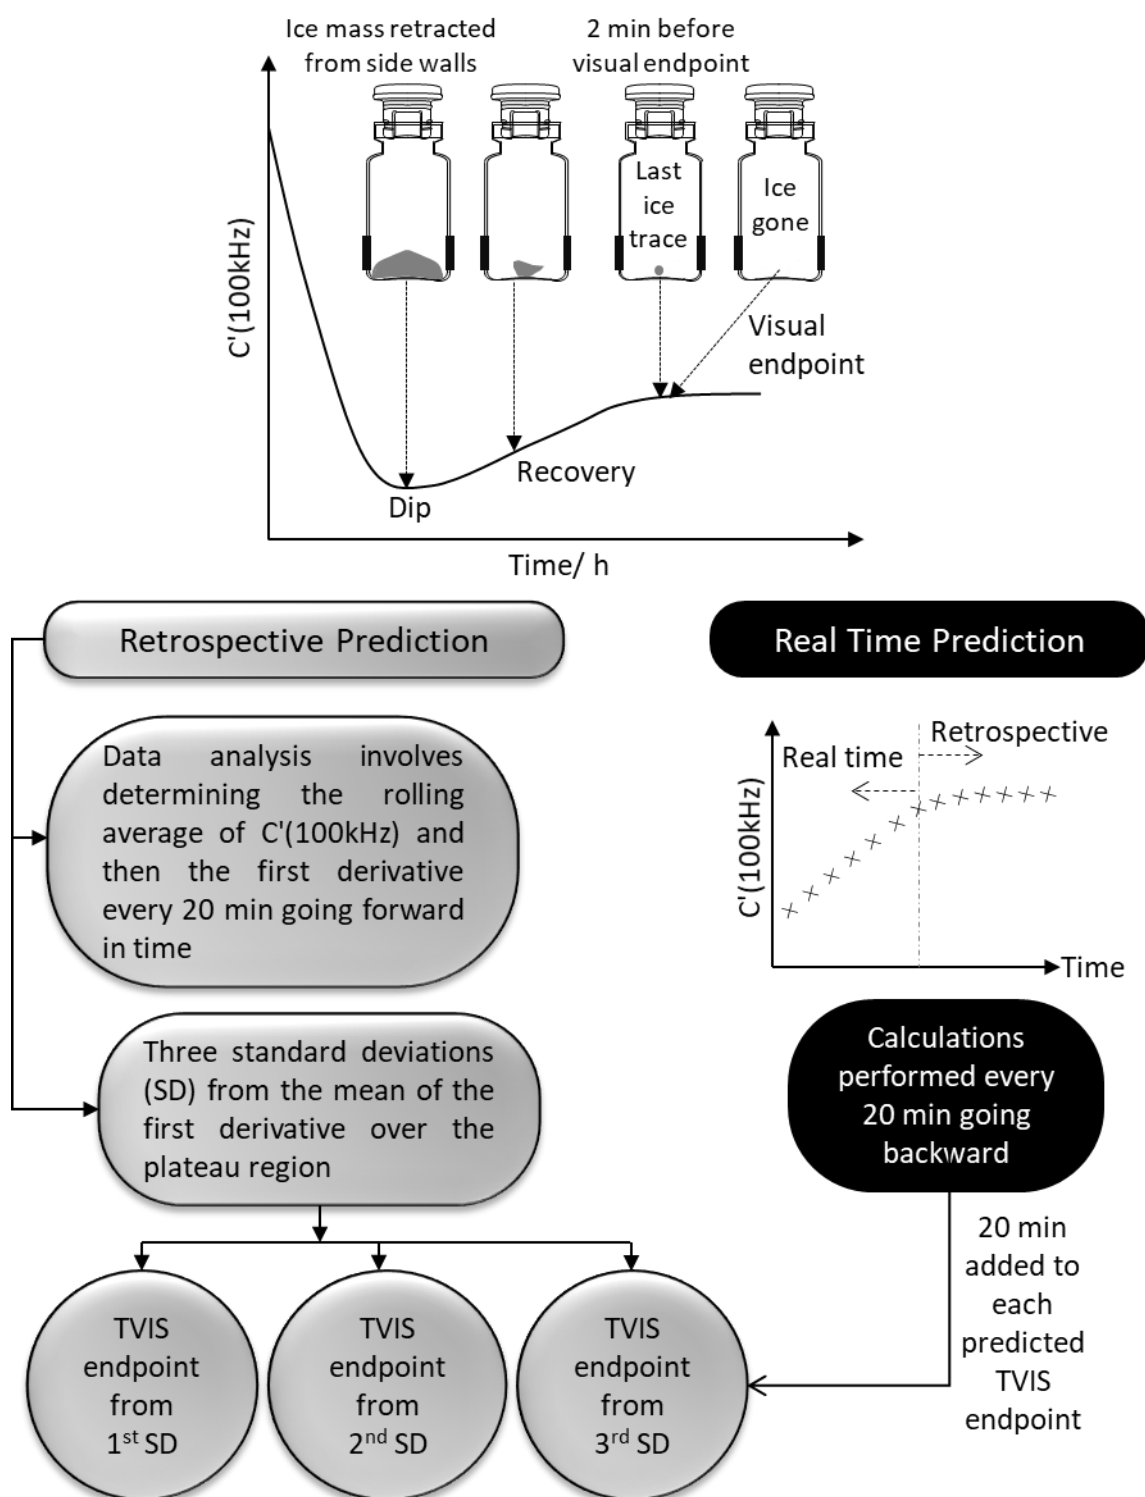 Ice mass retracted
from side walls
2 min before
visual endpoint
Last
ice
trace
Ice
gone
C'(100kHz)
Visual
endpoint
Recovery
Dip
Time/ h
Retrospective Prediction
Data analysis involves
determining the rolling
average of C'(100kHz) and
then the first derivative
every 20 min going forward
in time
Three standard deviations
(SD) from the mean of the
first derivative over the
plateau region
TVIS
endpoint
from
1st SD
TVIS
endpoint
from
2nd SD
TVIS
endpoint
from
3rd SD
Real Time Prediction
Retrospective
Real time
C'(100kHz)
Time
Calculations
performed every
20 min going
backward
20 min
added to
each
predicted
TVIS
endpoint